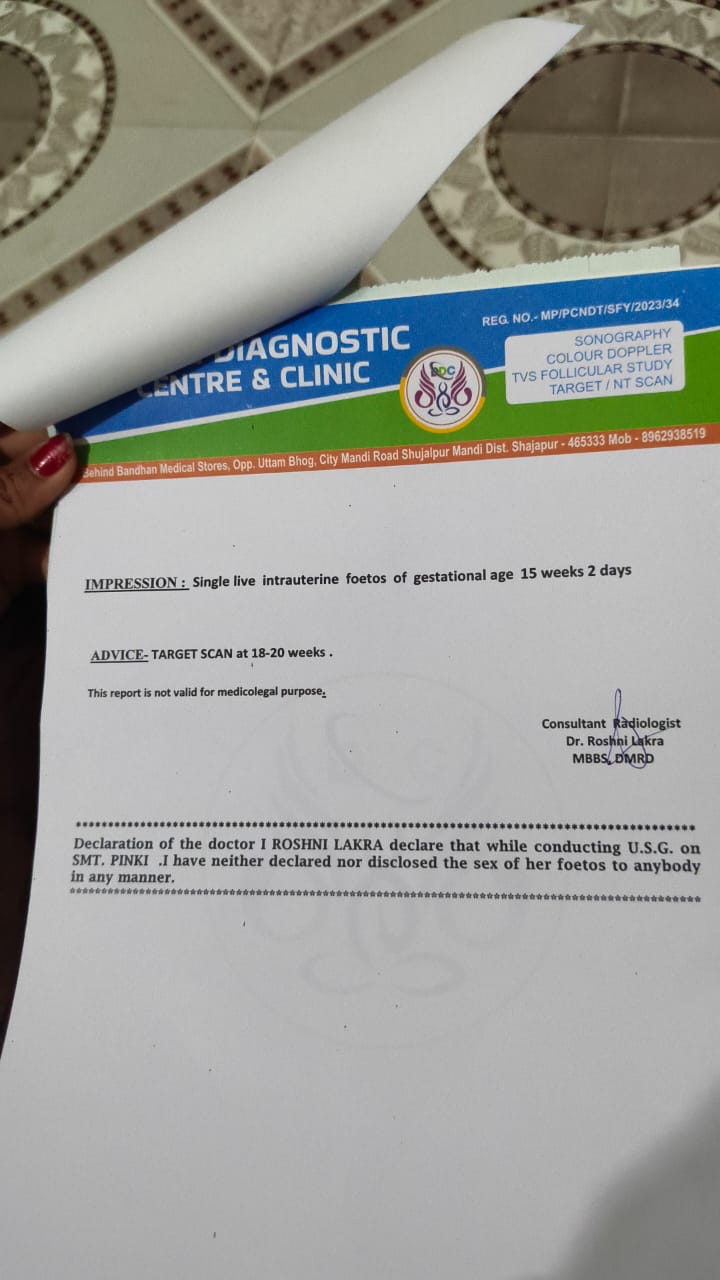 DIAGNOSTIC
CENTRE & CLINIC
REG. NO.- MP/PCNDT/SFY/2023/34
SONOGRAPHY
COLOUR DOPPLER
TVS FOLLICULAR STUDY
TARGET / NT SCAN
Behind Bandhan Medical Stores, Opp. Uttam Bhog, City Mandi Road Shujalpur Mandi Dist. Shajapur - 465333 Mob - 8962938519
IMPRESSION : Single live intrauterine foetos of gestational age 15 weeks 2 days
ADVICE- TARGET SCAN at 18-20 weeks .
This report is not valid for medicolegal purpose.
Consultant Radiologist
Dr. Roshni Lakra
MBBS, DMRD
Declaration of the doctor I ROSHNI LAKRA declare that while conducting U.S.G. on
SMT. PINKI .I have neither declared nor disclosed the sex of her foetos to anybody
in any manner.